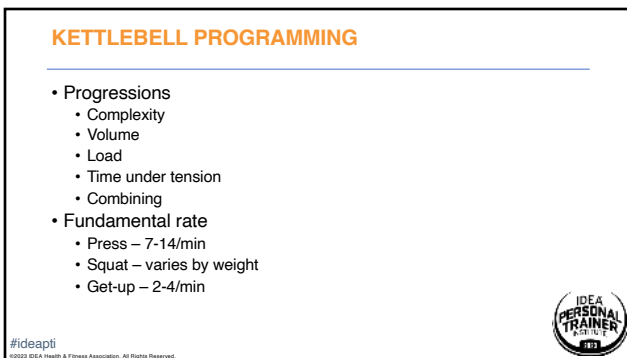 KETTLEBELL PROGRAMMING
• Progressions
• Complexity
• Volume
• Load
• Time under tension
• Combining
• Fundamental rate
• Press – 7-14/min
• Squat – varies by weight
• Get-up – 2-4/min
IDEA
PERSONAL
TRAINER
INSTITUTE
#ideapti
©2023 IDEA Health & Fitness Association. All Rights Reserved.